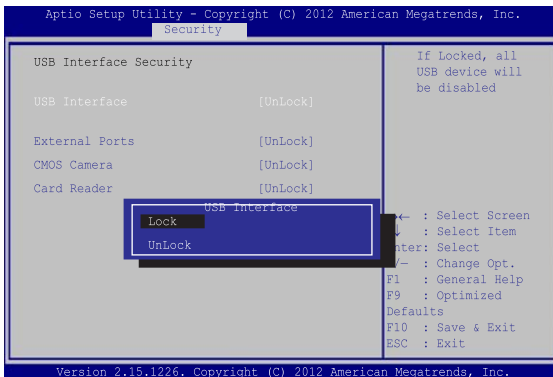 Aptio Setup Utility - Copyright (C) 2012 American Megatrends, Inc.
Security
USB Interface Security
USB Interface [UnLock]
External Ports [UnLock]
CMOS Camera [UnLock]
Card Reader [UnLock]
USB Interface
Lock
UnLock
If Locked, all
USB device will
be disabled
→← : Select Screen
↓ : Select Item
nter: Select
/— : Change Opt.
F1 : General Help
F9 : Optimized
Defaults
F10 : Save & Exit
ESC : Exit
Version 2.15.1226. Copyright (C) 2012 American Megatrends, Inc.